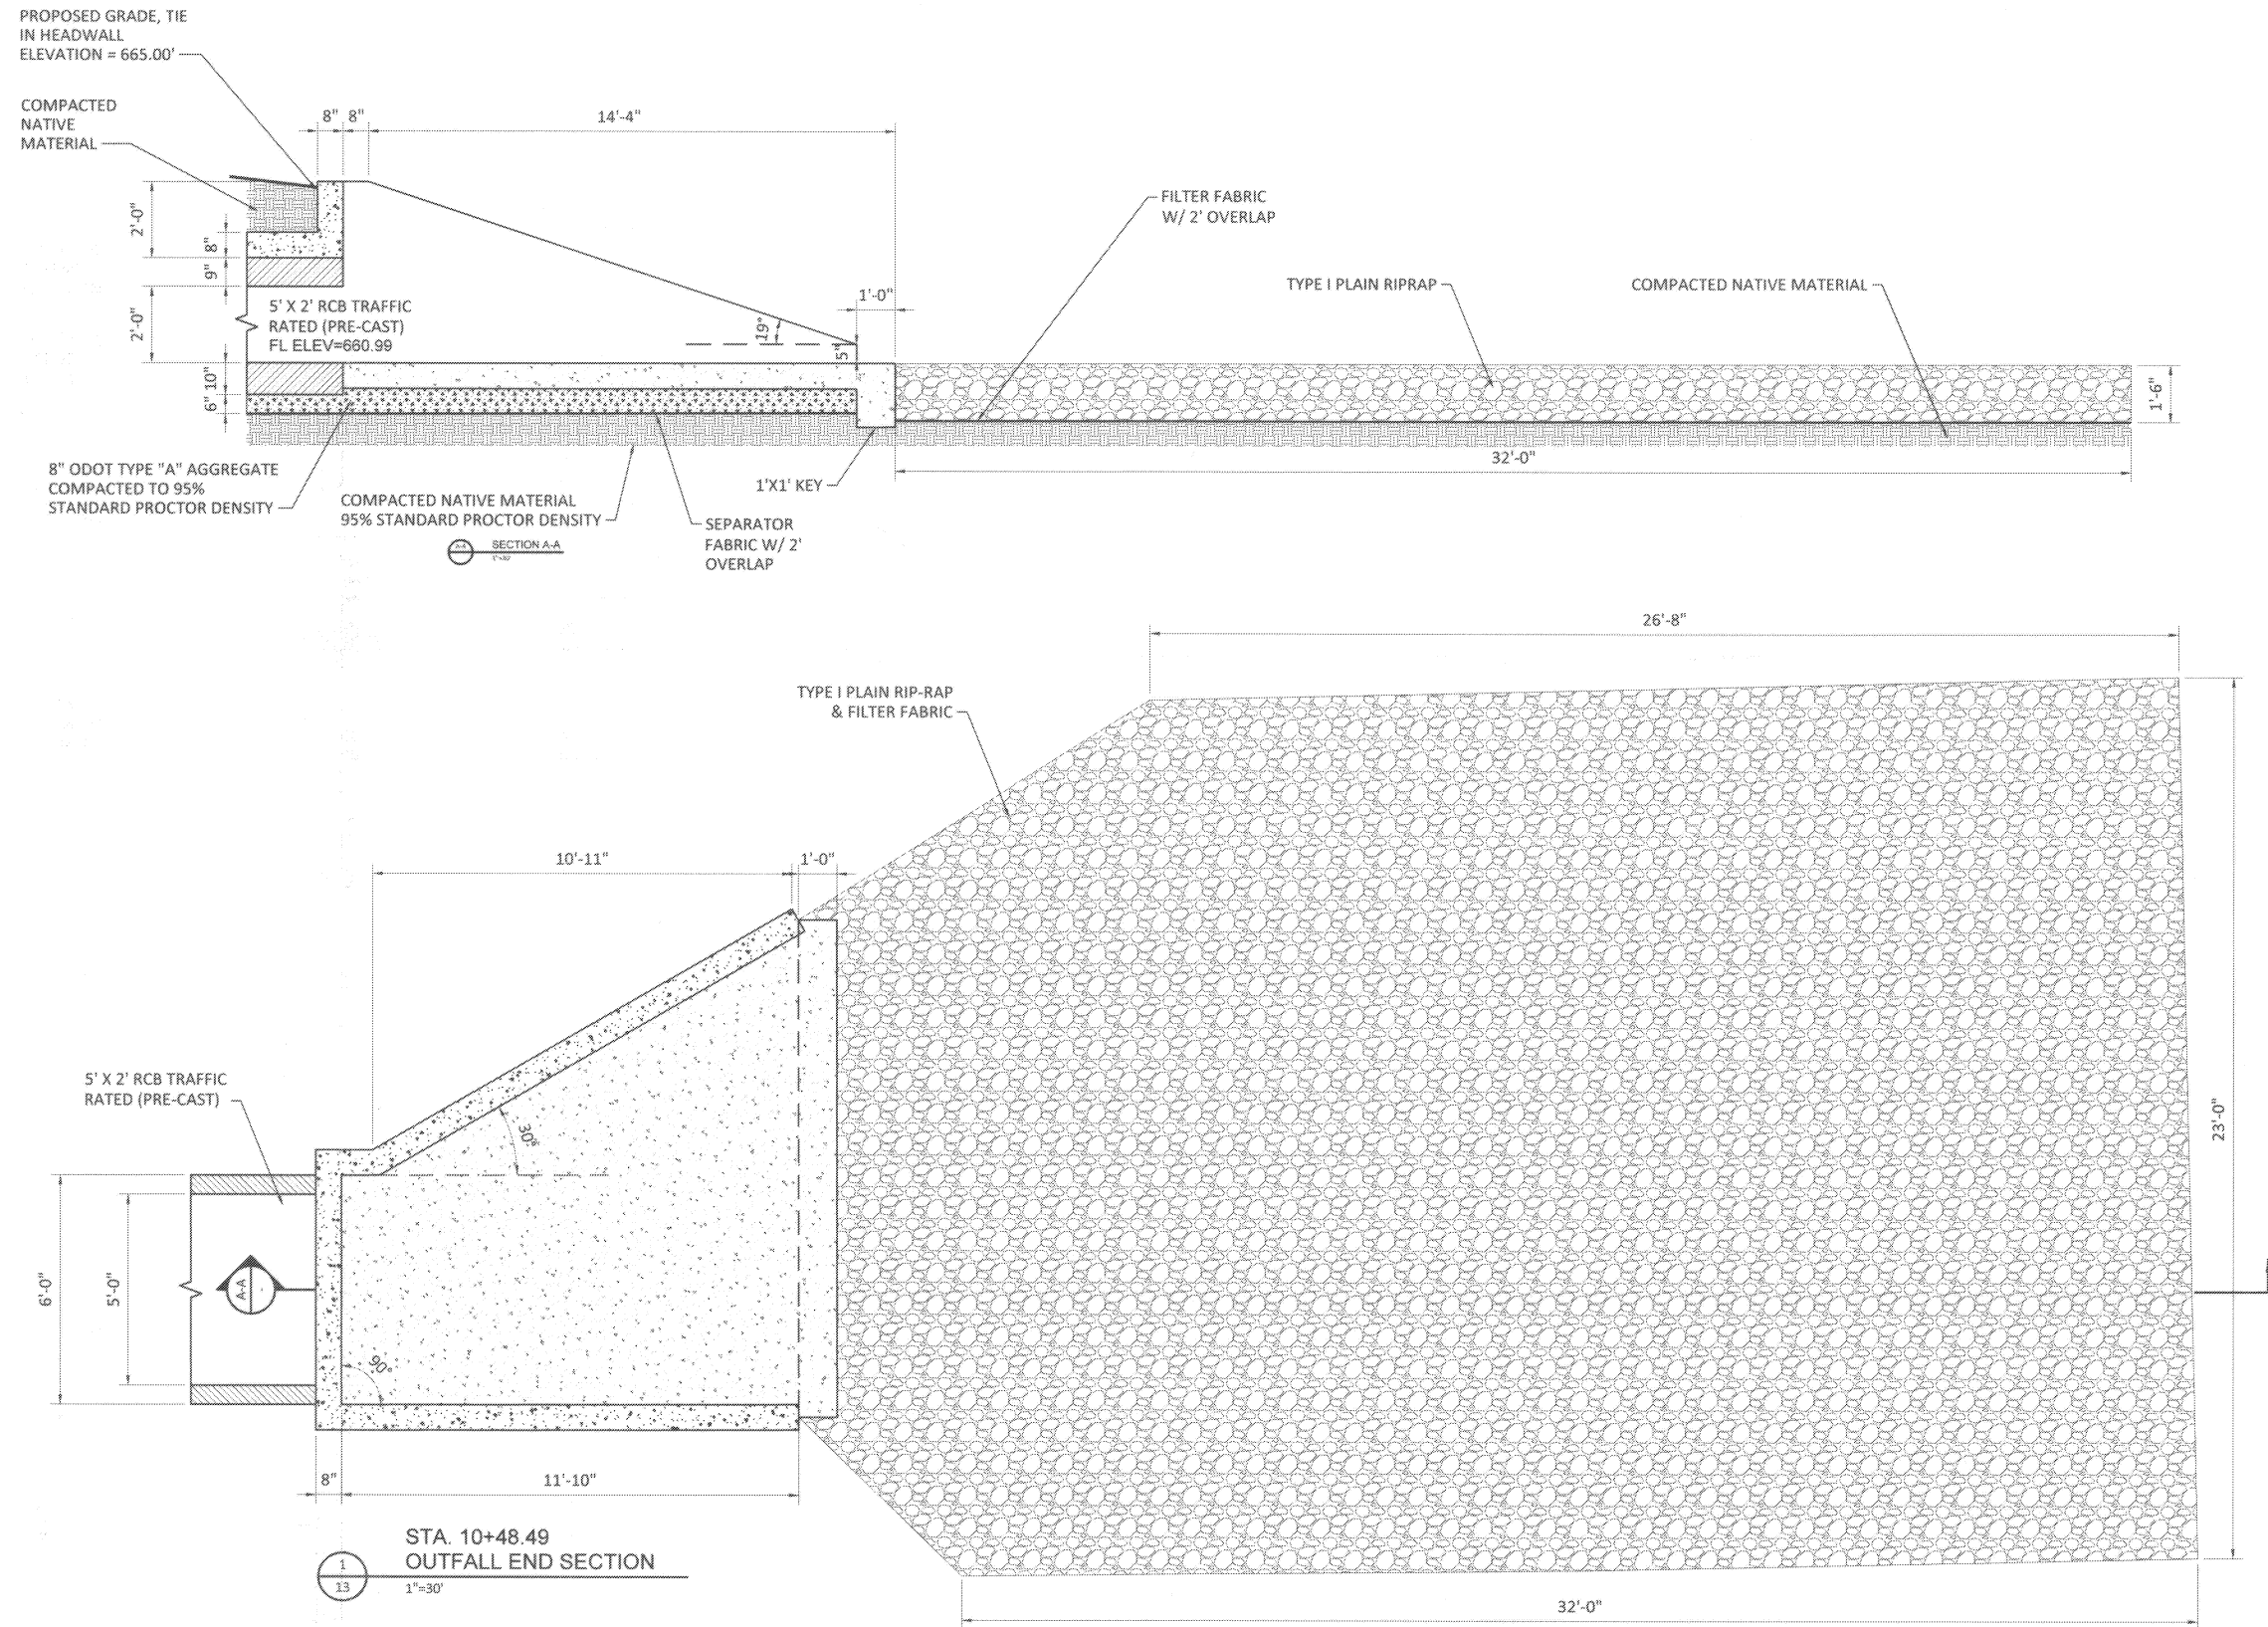 PROPOSED GRADE, TIE
IN HEADWALL
ELEVATION = 665.00'
COMPACTED
NATIVE
MATERIAL
8"
8"
14'-4"
2'-0"
8"
9"
2'-0"
10"
6"
5' X 2' RCB TRAFFIC
RATED (PRE-CAST)
FL ELEV=660.99
19°
5"
1'-0"
FILTER FABRIC
W/ 2' OVERLAP
TYPE I PLAIN RIPRAP
COMPACTED NATIVE MATERIAL
1'-6"
32'-0"
8" ODOT TYPE "A" AGGREGATE
COMPACTED TO 95%
STANDARD PROCTOR DENSITY
COMPACTED NATIVE MATERIAL
95% STANDARD PROCTOR DENSITY
1'X1' KEY
SEPARATOR
FABRIC W/ 2'
OVERLAP
A-A
SECTION A-A
1"=30'
26'-8"
TYPE I PLAIN RIP-RAP
& FILTER FABRIC
10'-11"
1'-0"
5' X 2' RCB TRAFFIC
RATED (PRE-CAST)
30°
23'-0"
6'-0"
5'-0"
A-A
90°
8"
11'-10"
STA. 10+48.49
OUTFALL END SECTION
1
13
1"=30'
32'-0"